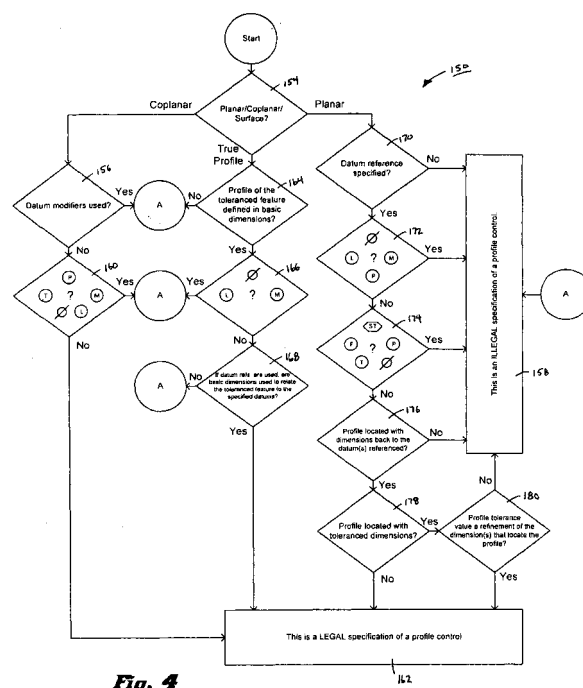 Start
150
154
Planar/Coplanar/
Surface?
Coplanar
Planar
True
Profile
156
Datum modifiers used?
Yes
A
No
164
Profile of the
toleranced feature
defined in basic
dimensions?
170
Datum reference
specified?
No
Yes
No
160
P
T ? M
L
Yes
A
Yes
Yes
166
L ? M
172
L ? M
P
Yes
No
No
No
174
ST
F ? P
T
Yes
A
No
168
If datum refs. are used, are
basic dimensions used to relate
the toleranced feature to the
specified datums?
Yes
No
176
Profile located with
dimensions back to the
datum(s) referenced?
No
Yes
This is an ILLEGAL specification of a profile control.
158
A
178
Profile located with
toleranced dimensions?
Yes
No
180
Profile tolerance
value a refinement of the
dimension(s) that locate the
profile?
No
Yes
This is a LEGAL specification of a profile control
162
Fig. 4